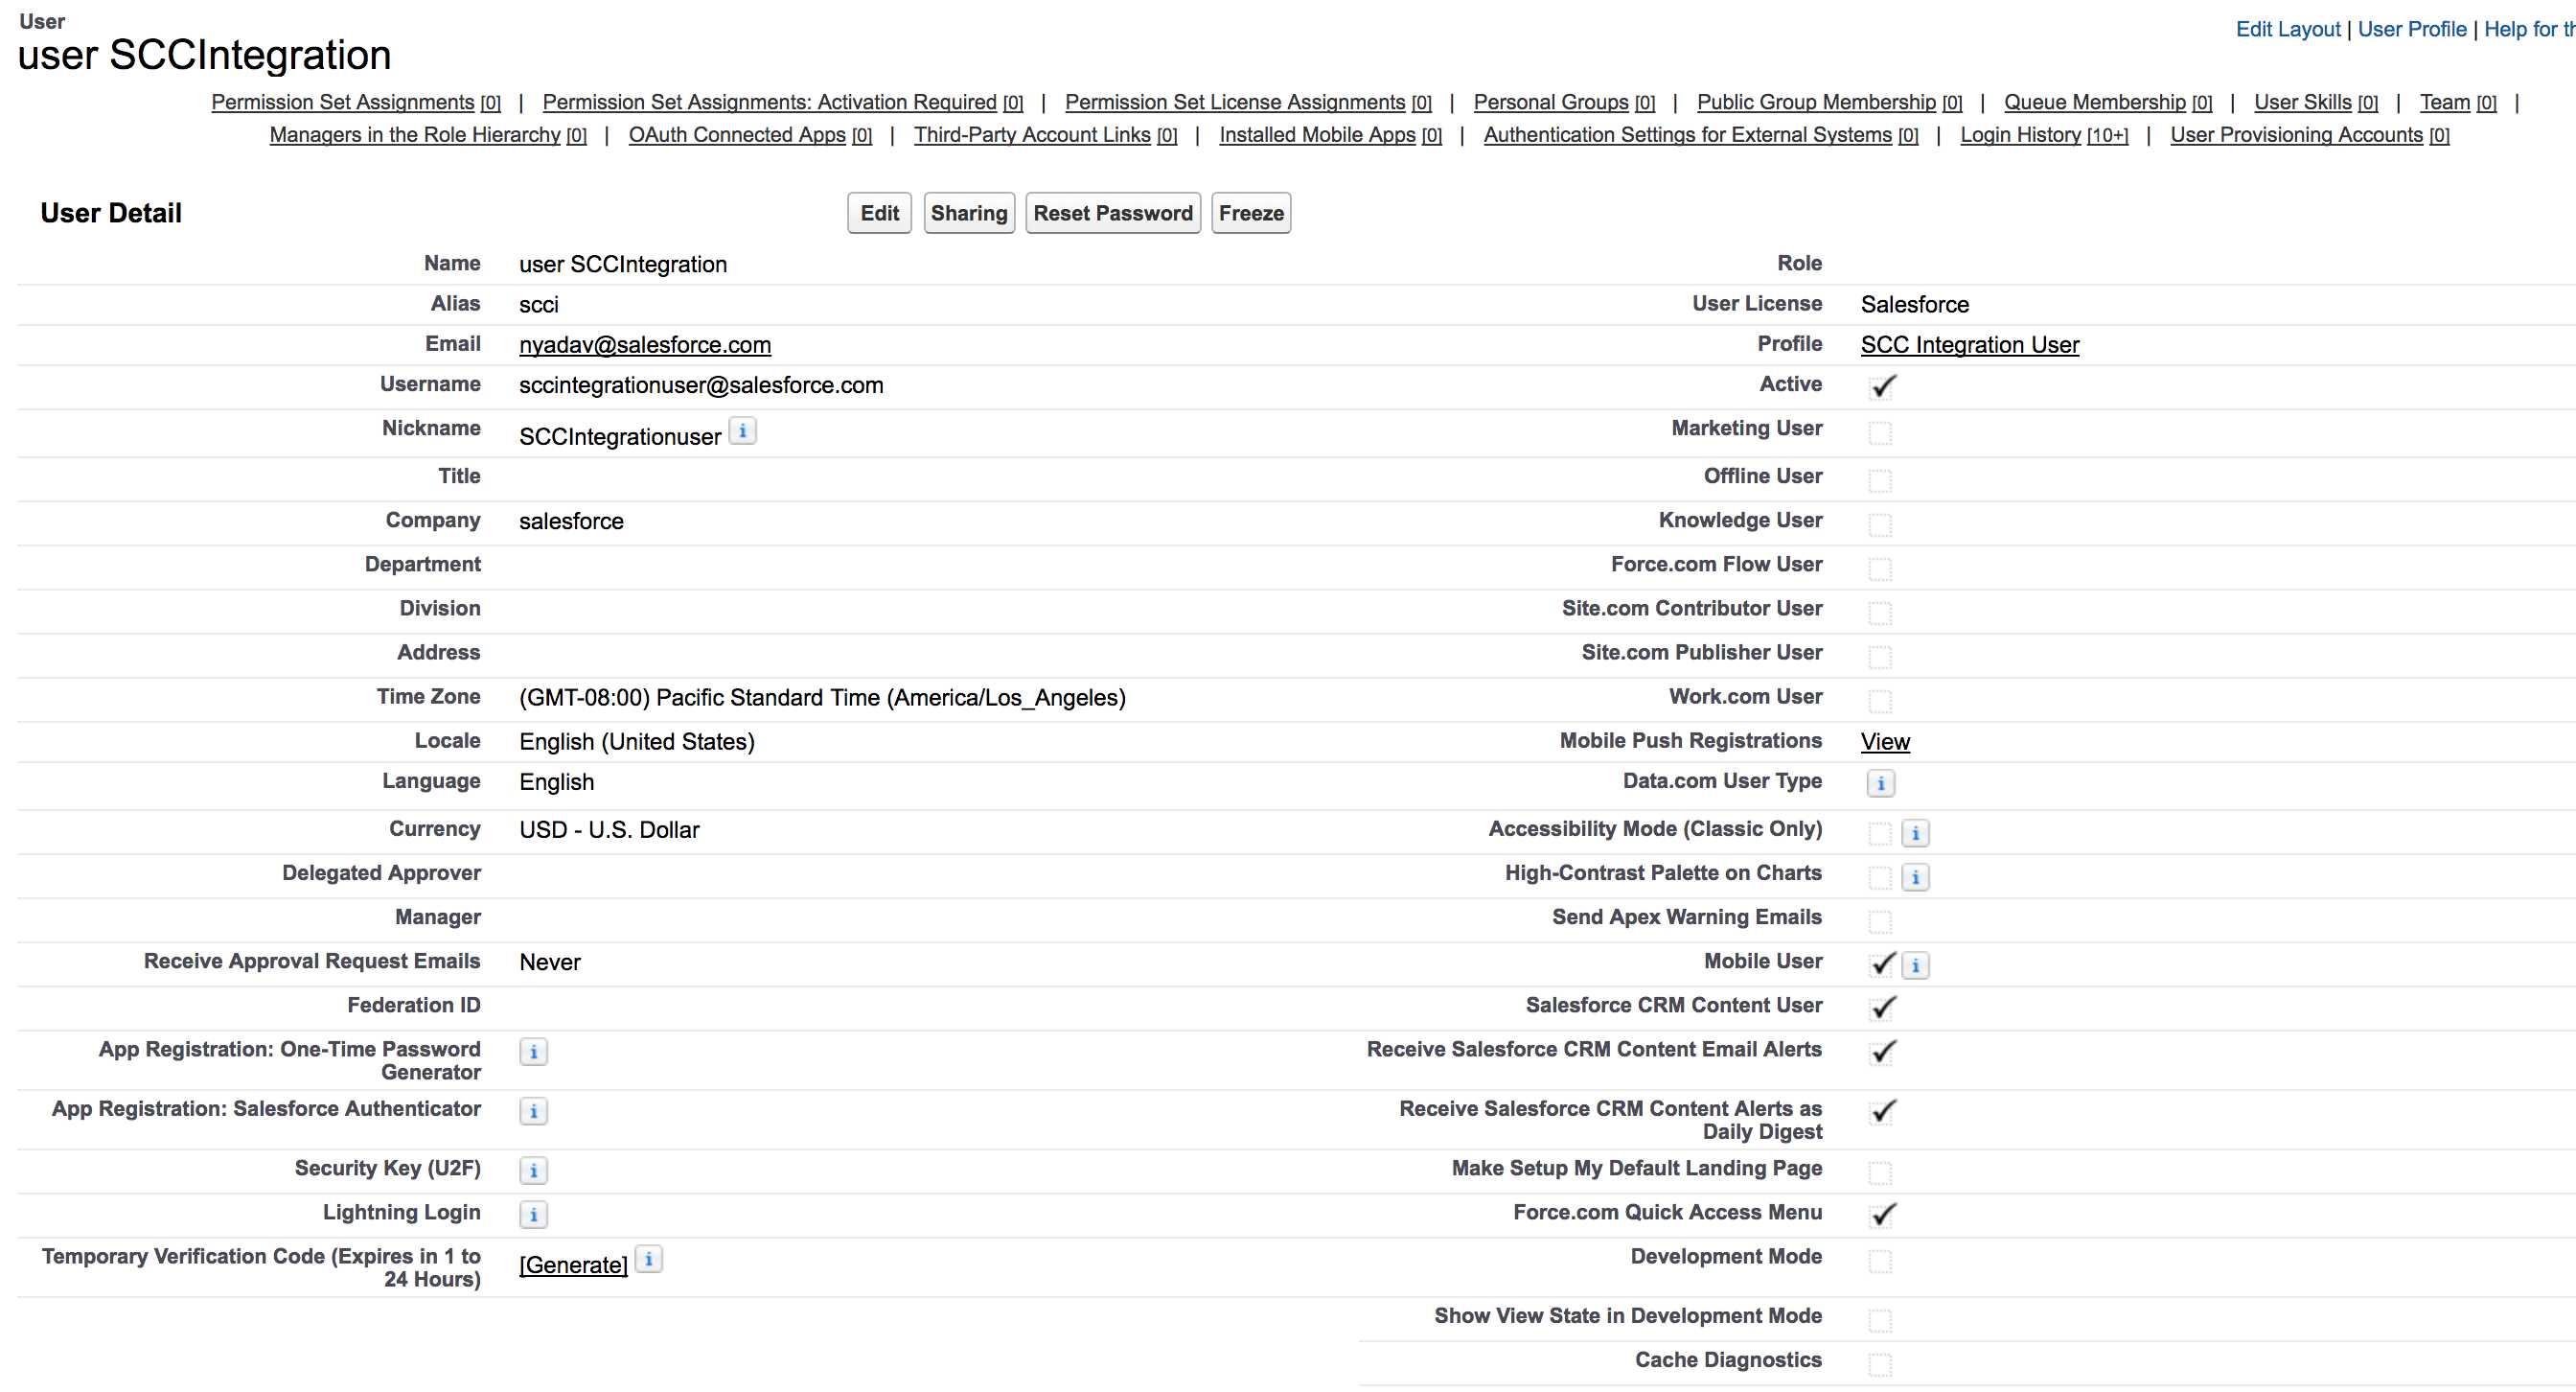 User
user SCCIntegration
Edit Layout | User Profile | Help for
Permission Set Assignments [0] | Permission Set Assignments: Activation Required [0] | Permission Set License Assignments [0] | Personal Groups [0] | Public Group Membership [0] | Queue Membership [0] | User Skills [0] | Team [0] |
Managers in the Role Hierarchy [0] | OAuth Connected Apps [0] | Third-Party Account Links [0] | Installed Mobile Apps [0] | Authentication Settings for External Systems [0] | Login History [10+] | User Provisioning Accounts [0]
User Detail
Edit Sharing Reset Password Freeze
Name user SCCIntegration
Alias scci
Email nyadav@salesforce.com
Username sccintegrationuser@salesforce.com
Nickname SCCIntegrationuser i
Title
Company salesforce
Department
Division
Address
Time Zone (GMT-08:00) Pacific Standard Time (America/Los_Angeles)
Locale English (United States)
Language English
Currency USD - U.S. Dollar
Delegated Approver
Manager
Receive Approval Request Emails Never
Federation ID
App Registration: One-Time Password
Generator i
App Registration: Salesforce Authenticator i
Security Key (U2F) i
Lightning Login i
Temporary Verification Code (Expires in 1 to
24 Hours) [Generate] i
Role
User License Salesforce
Profile SCC Integration User
Active
Marketing User
Offline User
Knowledge User
Force.com Flow User
Site.com Contributor User
Site.com Publisher User
Work.com User
Mobile Push Registrations View
Data.com User Type i
Accessibility Mode (Classic Only) i
High-Contrast Palette on Charts i
Send Apex Warning Emails
Mobile User i
Salesforce CRM Content User
Receive Salesforce CRM Content Email Alerts
Receive Salesforce CRM Content Alerts as
Daily Digest
Make Setup My Default Landing Page
Force.com Quick Access Menu
Development Mode
Show View State in Development Mode
Cache Diagnostics